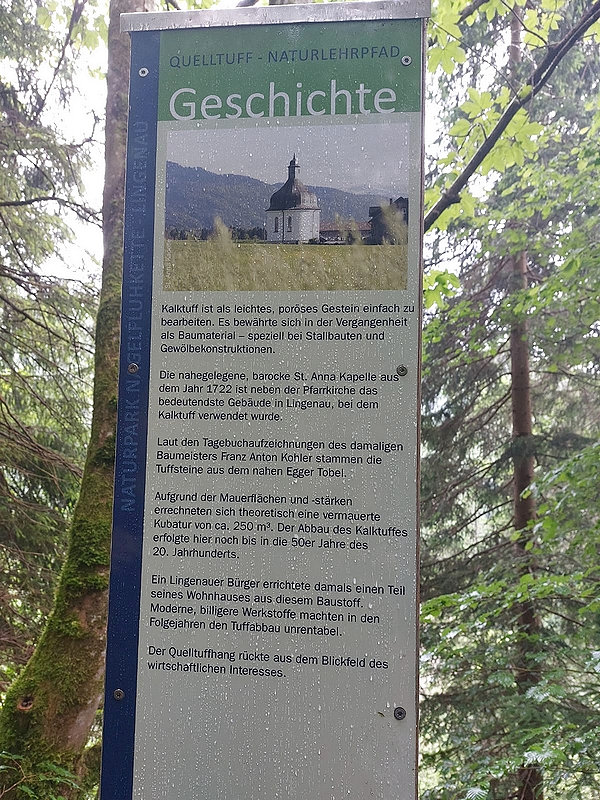 QUELLTUFF - NATURLEHRPFAD
Geschichte
NATURPARK NAGELFLUHKETTE LINGENAU
Kalktuff ist als leichtes, poröses Gestein einfach zu
bearbeiten. Es bewährte sich in der Vergangenheit
als Baumaterial – speziell bei Stallbauten und
Gewölbekonstruktionen.
Die nahegelegene, barocke St. Anna Kapelle aus
dem Jahr 1722 ist neben der Pfarrkirche das
bedeutendste Gebäude in Lingenau, bei dem
Kalktuff verwendet wurde.
Laut den Tagebuchaufzeichnungen des damaligen
Baumeisters Franz Anton Kohler stammen die
Tuffsteine aus dem nahen Egger Tobel.
Aufgrund der Mauerflächen und -stärken
errechneten sich theoretisch eine vermauerte
Kubatur von ca. 250 m³. Der Abbau des Kalktuffes
erfolgte hier noch bis in die 50er Jahre des
20. Jahrhunderts.
Ein Lingenauer Bürger errichtete damals einen Teil
seines Wohnhauses aus diesem Baustoff.
Moderne, billigere Werkstoffe machten in den
Folgejahren den Tuffabbau unrentabel.
Der Quelltuffhang rückte aus dem Blickfeld des
wirtschaftlichen Interesses.